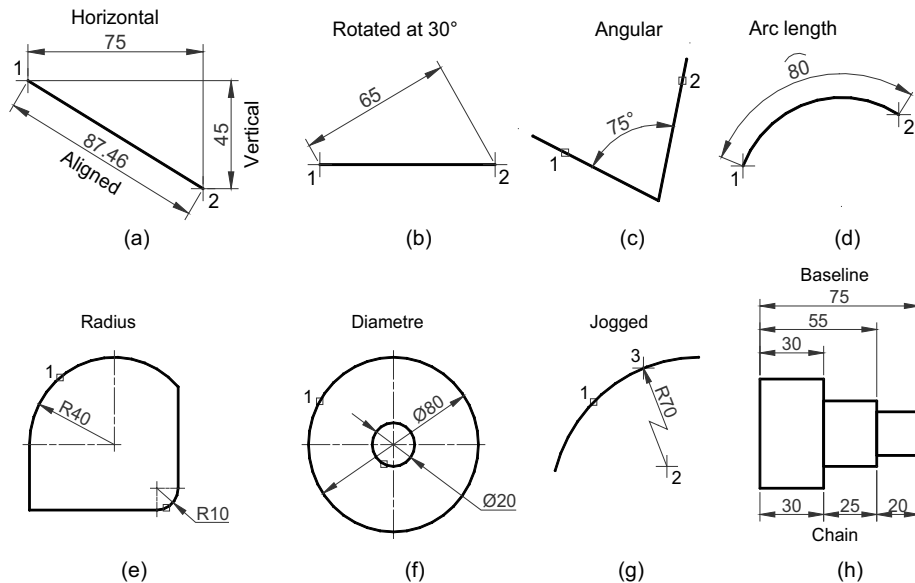 Horizontal
75
1
45
Vertical
87.46
Aligned
2
(a)
Rotated at 30°
65
1
2
(b)
Angular
2
75°
1
(c)
Arc length
80
2
1
(d)
Radius
1
R40
R10
(e)
Diametre
1
Ø80
Ø20
(f)
Jogged
3
1
R70
2
(g)
Baseline
75
55
30
30
25
20
Chain
(h)